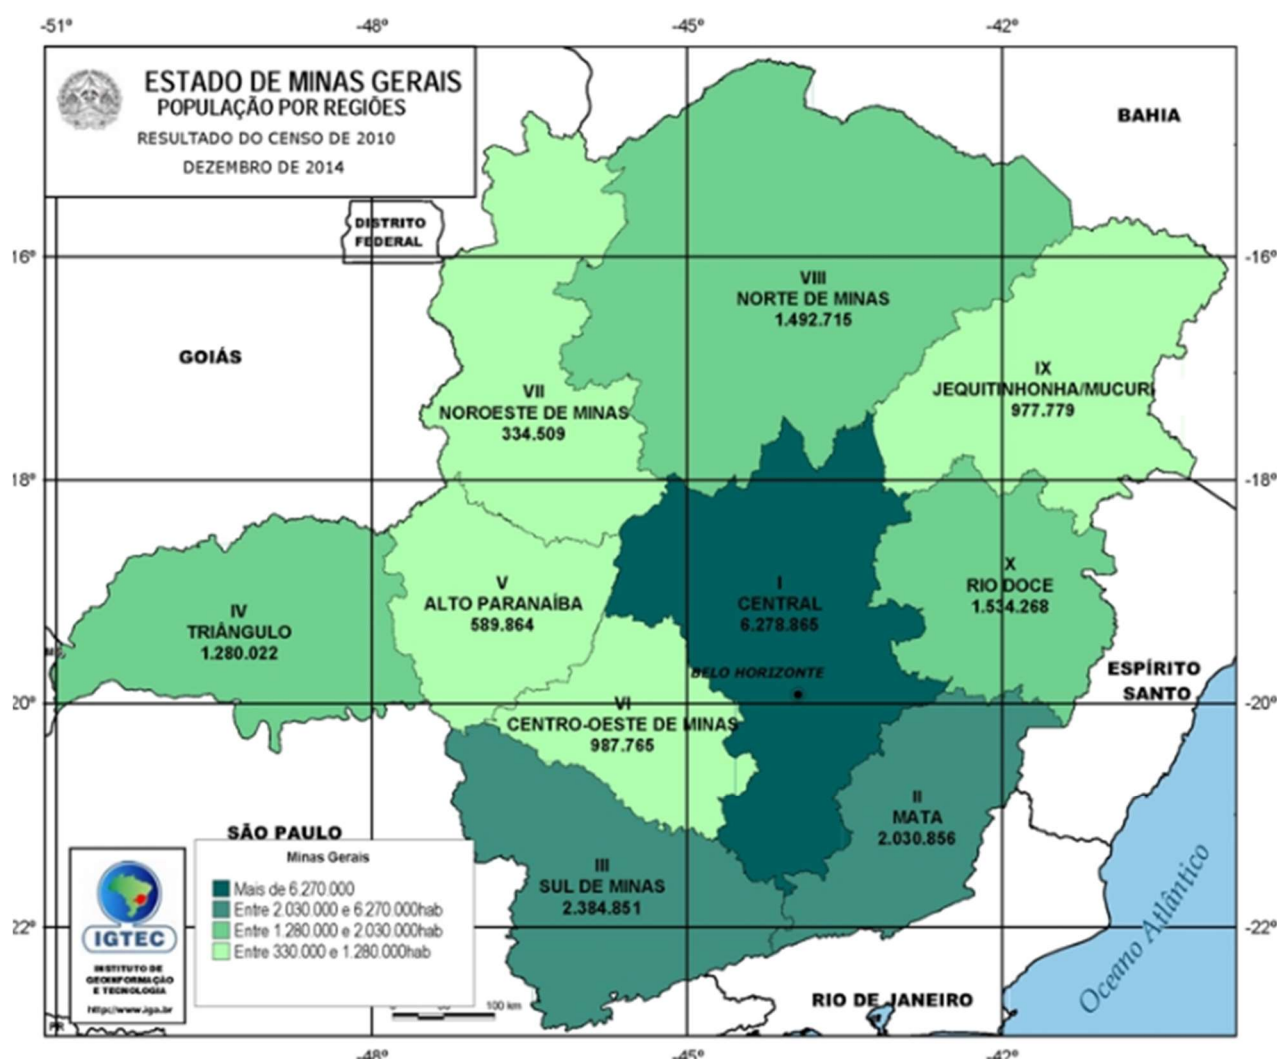 -51º
-48º
-45º
-42º
ESTADO DE MINAS GERAIS
POPULAÇÃO POR REGIÕES
RESULTADO DO CENSO DE 2010
DEZEMBRO DE 2014
BAHIA
DISTRITO
FEDERAL
16º
-16º
VIII
NORTE DE MINAS
1.492.715
GOIÁS
IX
JEQUITINHONHA/MUCURI
977.779
VII
NOROESTE DE MINAS
334.509
18º
-18º
X
RIO DOCE
1.534.268
V
ALTO PARANAÍBA
589.864
I
CENTRAL
6.278.865
IV
TRIÂNGULO
1.280.022
BELO HORIZONTE
ESPÍRITO
SANTO
20º
-20º
VI
CENTRO-OESTE DE MINAS
987.765
II
MATA
2.030.856
SÃO PAULO
III
SUL DE MINAS
2.384.851
Minas Gerais
Mais de 6.270.000
Entre 2.030.000 e 6.270.000hab
Entre 1.280.000 e 2.030.000hab
Entre 330.000 e 1.280.000hab
22º
-22º
IGTEC
INSTITUTO DE
GEOINFORMAÇÃO
E TECNOLOGIA
http://www.iga.br
100 km
RIO DE JANEIRO
Oceano Atlântico
PR
-48º
-45º
-42º